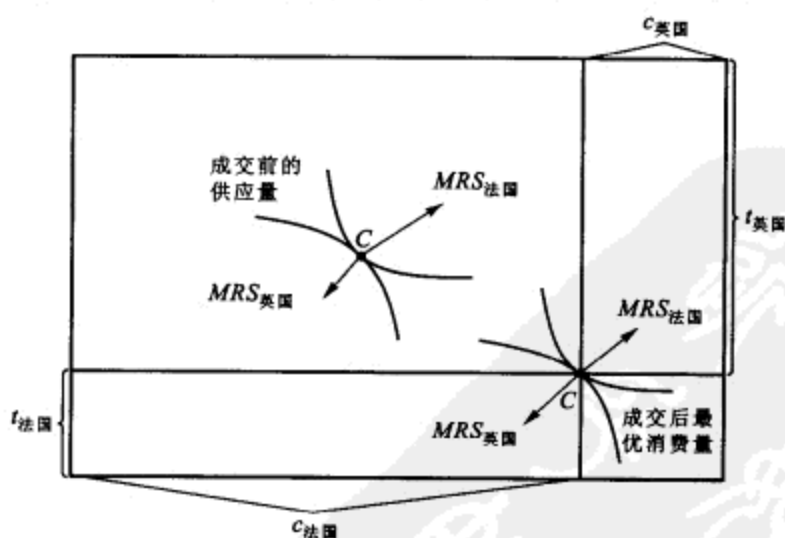 c英国
成交前的
供应量
MRS法国
C
t英国
MRS英国
MRS法国
C
t法国
MRS英国
成交后最
优消费量
c法国